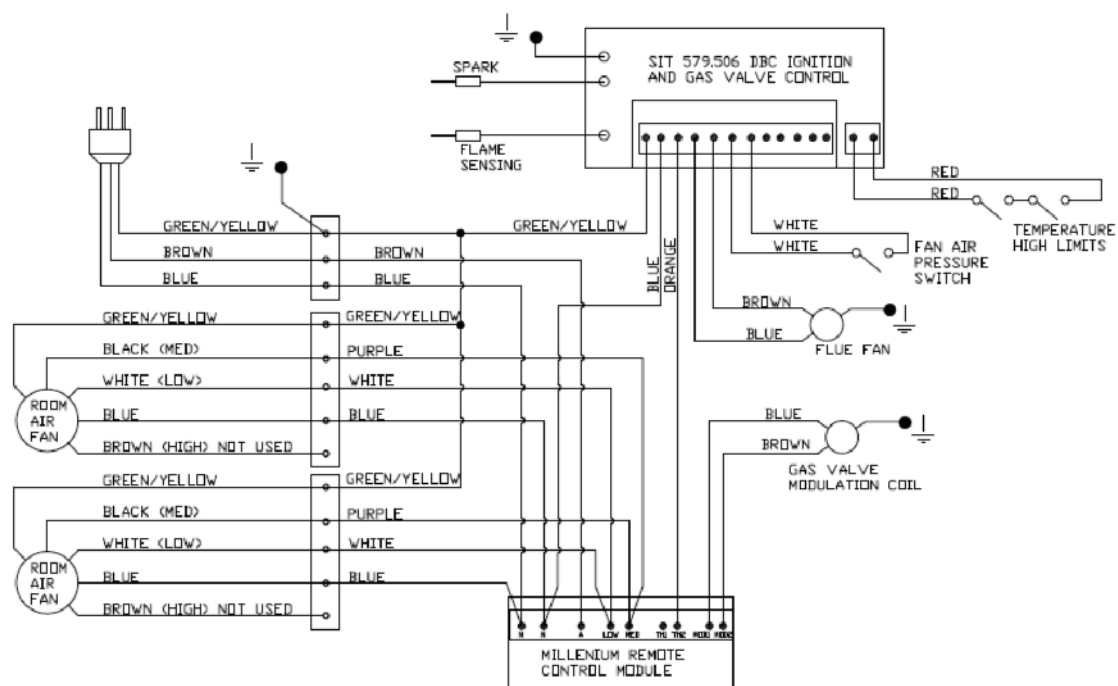 SIT 579.506 DBC IGNITION
AND GAS VALVE CONTROL
SPARK
FLAME
SENSING
RED
RED
TEMPERATURE
HIGH LIMITS
WHITE
WHITE
FAN AIR
PRESSURE
SWITCH
GREEN/YELLOW
GREEN/YELLOW
BROWN
BROWN
BLUE
BLUE
BLUE
ORANGE
BROWN
BLUE
FLUE FAN
GREEN/YELLOW
GREEN/YELLOW
BLACK (MED)
PURPLE
WHITE (LOW)
WHITE
ROOM
AIR
FAN
BLUE
BLUE
BROWN (HIGH) NOT USED
BLUE
BROWN
GAS VALVE
MODULATION COIL
GREEN/YELLOW
GREEN/YELLOW
BLACK (MED)
PURPLE
WHITE (LOW)
WHITE
ROOM
AIR
FAN
BLUE
BLUE
BROWN (HIGH) NOT USED
N N A LOW MED TH1 TH2 MOD1 MOD2
MILLENIUM REMOTE
CONTROL MODULE